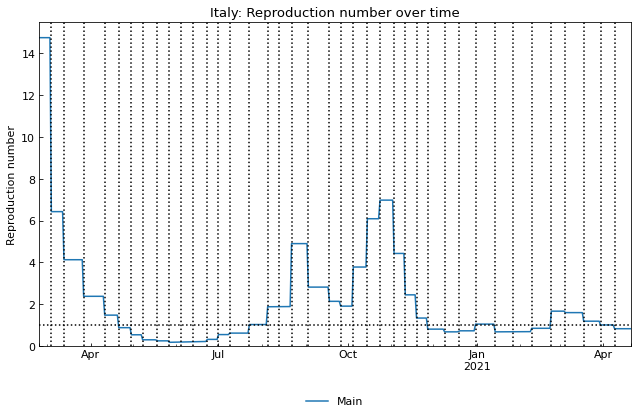 Italy: Reproduction number over time
Reproduction number
14
12
10
8
6
4
2
0
Apr
Jul
Oct
Jan
2021
Apr
Main